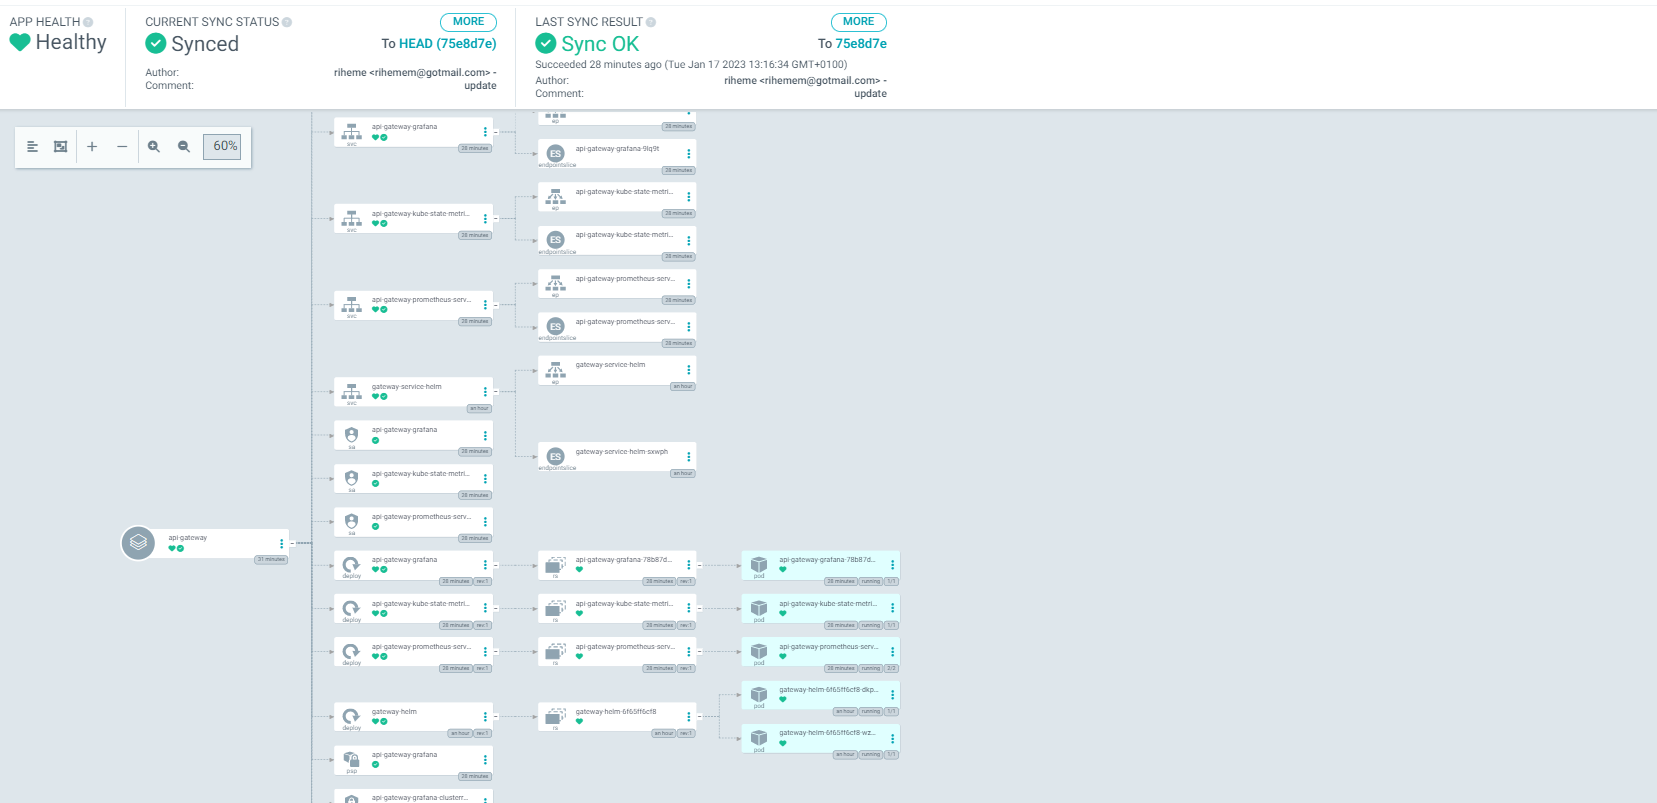 APP HEALTH
Healthy
CURRENT SYNC STATUS
MORE
Synced
To HEAD (75e8d7e)
Author:
riheme <rihemem@gotmail.com> -
Comment:
update
LAST SYNC RESULT
MORE
Sync OK
To 75e8d7e
Succeeded 28 minutes ago (Tue Jan 17 2023 13:16:34 GMT+0100)
Author:
riheme <rihemem@gotmail.com> -
Comment:
update
60%
api-gateway
31 minutes
api-gateway-grafana
svc
28 minutes
ep
28 minutes
ES
api-gateway-grafana-9lq9t
endpointslice
28 minutes
api-gateway-kube-state-metri...
svc
28 minutes
api-gateway-kube-state-metri...
ep
28 minutes
ES
api-gateway-kube-state-metri...
endpointslice
28 minutes
api-gateway-prometheus-serv...
svc
28 minutes
api-gateway-prometheus-serv...
ep
28 minutes
ES
api-gateway-prometheus-serv...
endpointslice
28 minutes
gateway-service-helm
svc
an hour
gateway-service-helm
ep
an hour
ES
gateway-service-helm-sxwph
endpointslice
an hour
api-gateway-grafana
sa
28 minutes
api-gateway-kube-state-metri...
sa
28 minutes
api-gateway-prometheus-serv...
sa
28 minutes
api-gateway-grafana
deploy
28 minutes rev:1
api-gateway-grafana-78b87d...
rs
28 minutes rev:1
api-gateway-grafana-78b87d...
pod
28 minutes running 1/1
api-gateway-kube-state-metri...
deploy
28 minutes rev:1
api-gateway-kube-state-metri...
rs
28 minutes rev:1
api-gateway-kube-state-metri...
pod
28 minutes running 1/1
api-gateway-prometheus-serv...
deploy
28 minutes rev:1
api-gateway-prometheus-serv...
rs
28 minutes rev:1
api-gateway-prometheus-serv...
pod
28 minutes running 2/2
gateway-helm
deploy
an hour rev:1
gateway-helm-6f65ff6cf8
rs
an hour rev:1
gateway-helm-6f65ff6cf8-dkp...
pod
an hour running 1/1
gateway-helm-6f65ff6cf8-wz...
pod
an hour running 1/1
api-gateway-grafana
psp
28 minutes
api-gateway-grafana-clusterr...